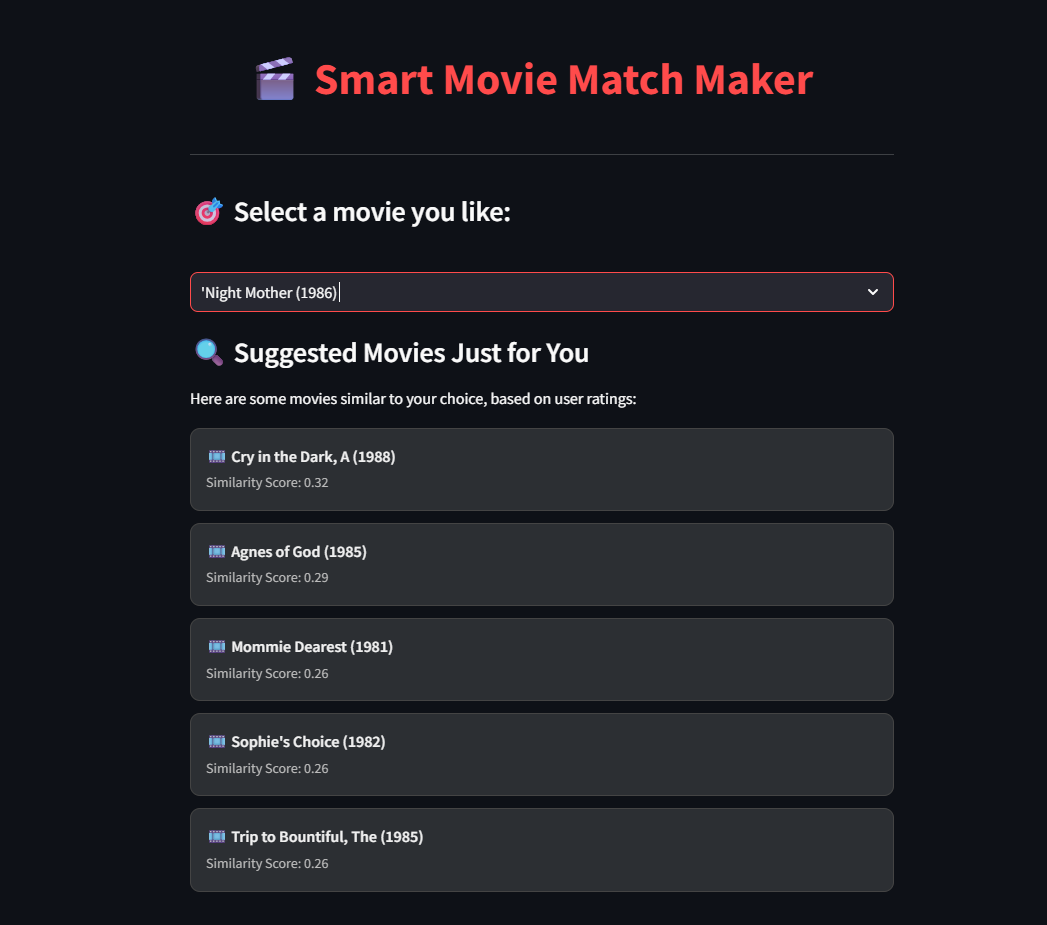 Smart Movie Match Maker
Select a movie you like:
'Night Mother (1986)
Suggested Movies Just for You
Here are some movies similar to your choice, based on user ratings:
Cry in the Dark, A (1988)
Similarity Score: 0.32
Agnes of God (1985)
Similarity Score: 0.29
Mommie Dearest (1981)
Similarity Score: 0.26
Sophie's Choice (1982)
Similarity Score: 0.26
Trip to Bountiful, The (1985)
Similarity Score: 0.26